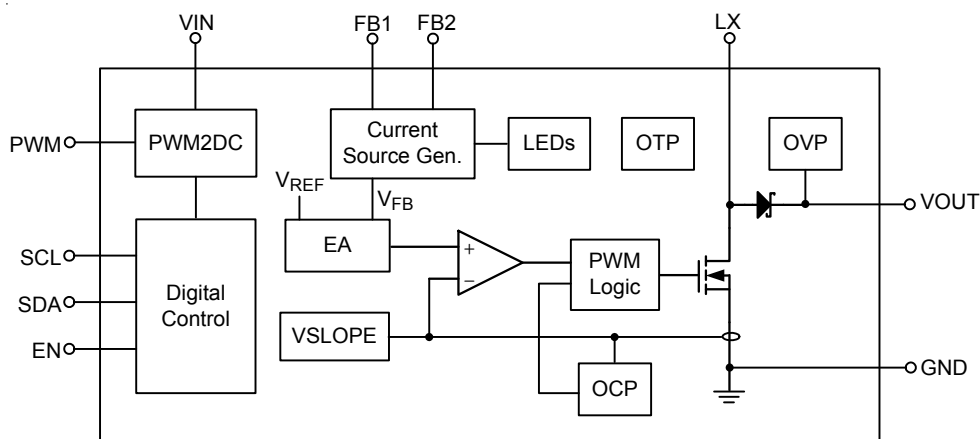 VIN
FB1
FB2
LX
PWM
PWM2DC
Current
Source Gen.
LEDs
OTP
OVP
VREF
VFB
VOUT
EA
+
−
PWM
Logic
SCL
SDA
EN
Digital
Control
VSLOPE
OCP
GND